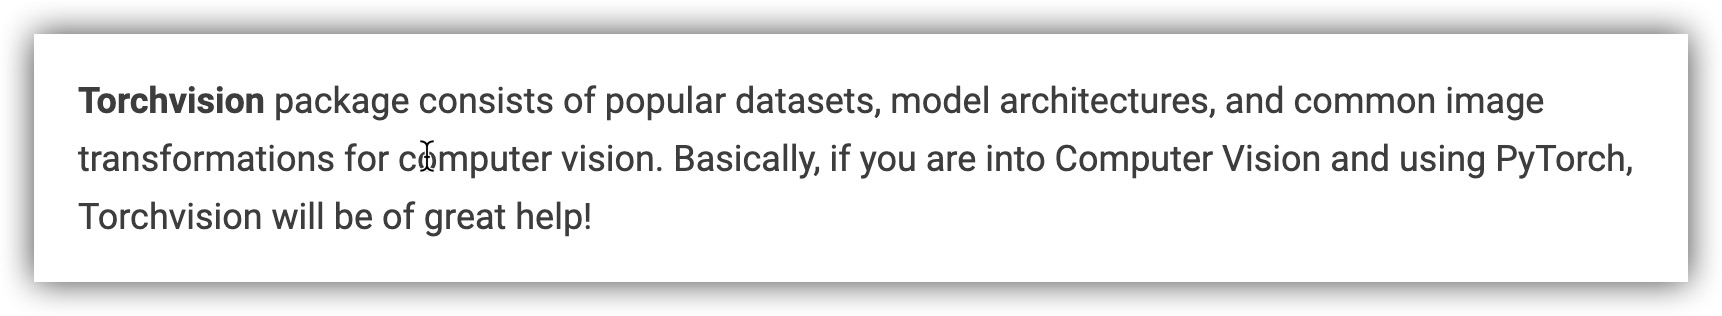 Torchvision package consists of popular datasets, model architectures, and common image
transformations for computer vision. Basically, if you are into Computer Vision and using PyTorch,
Torchvision will be of great help!